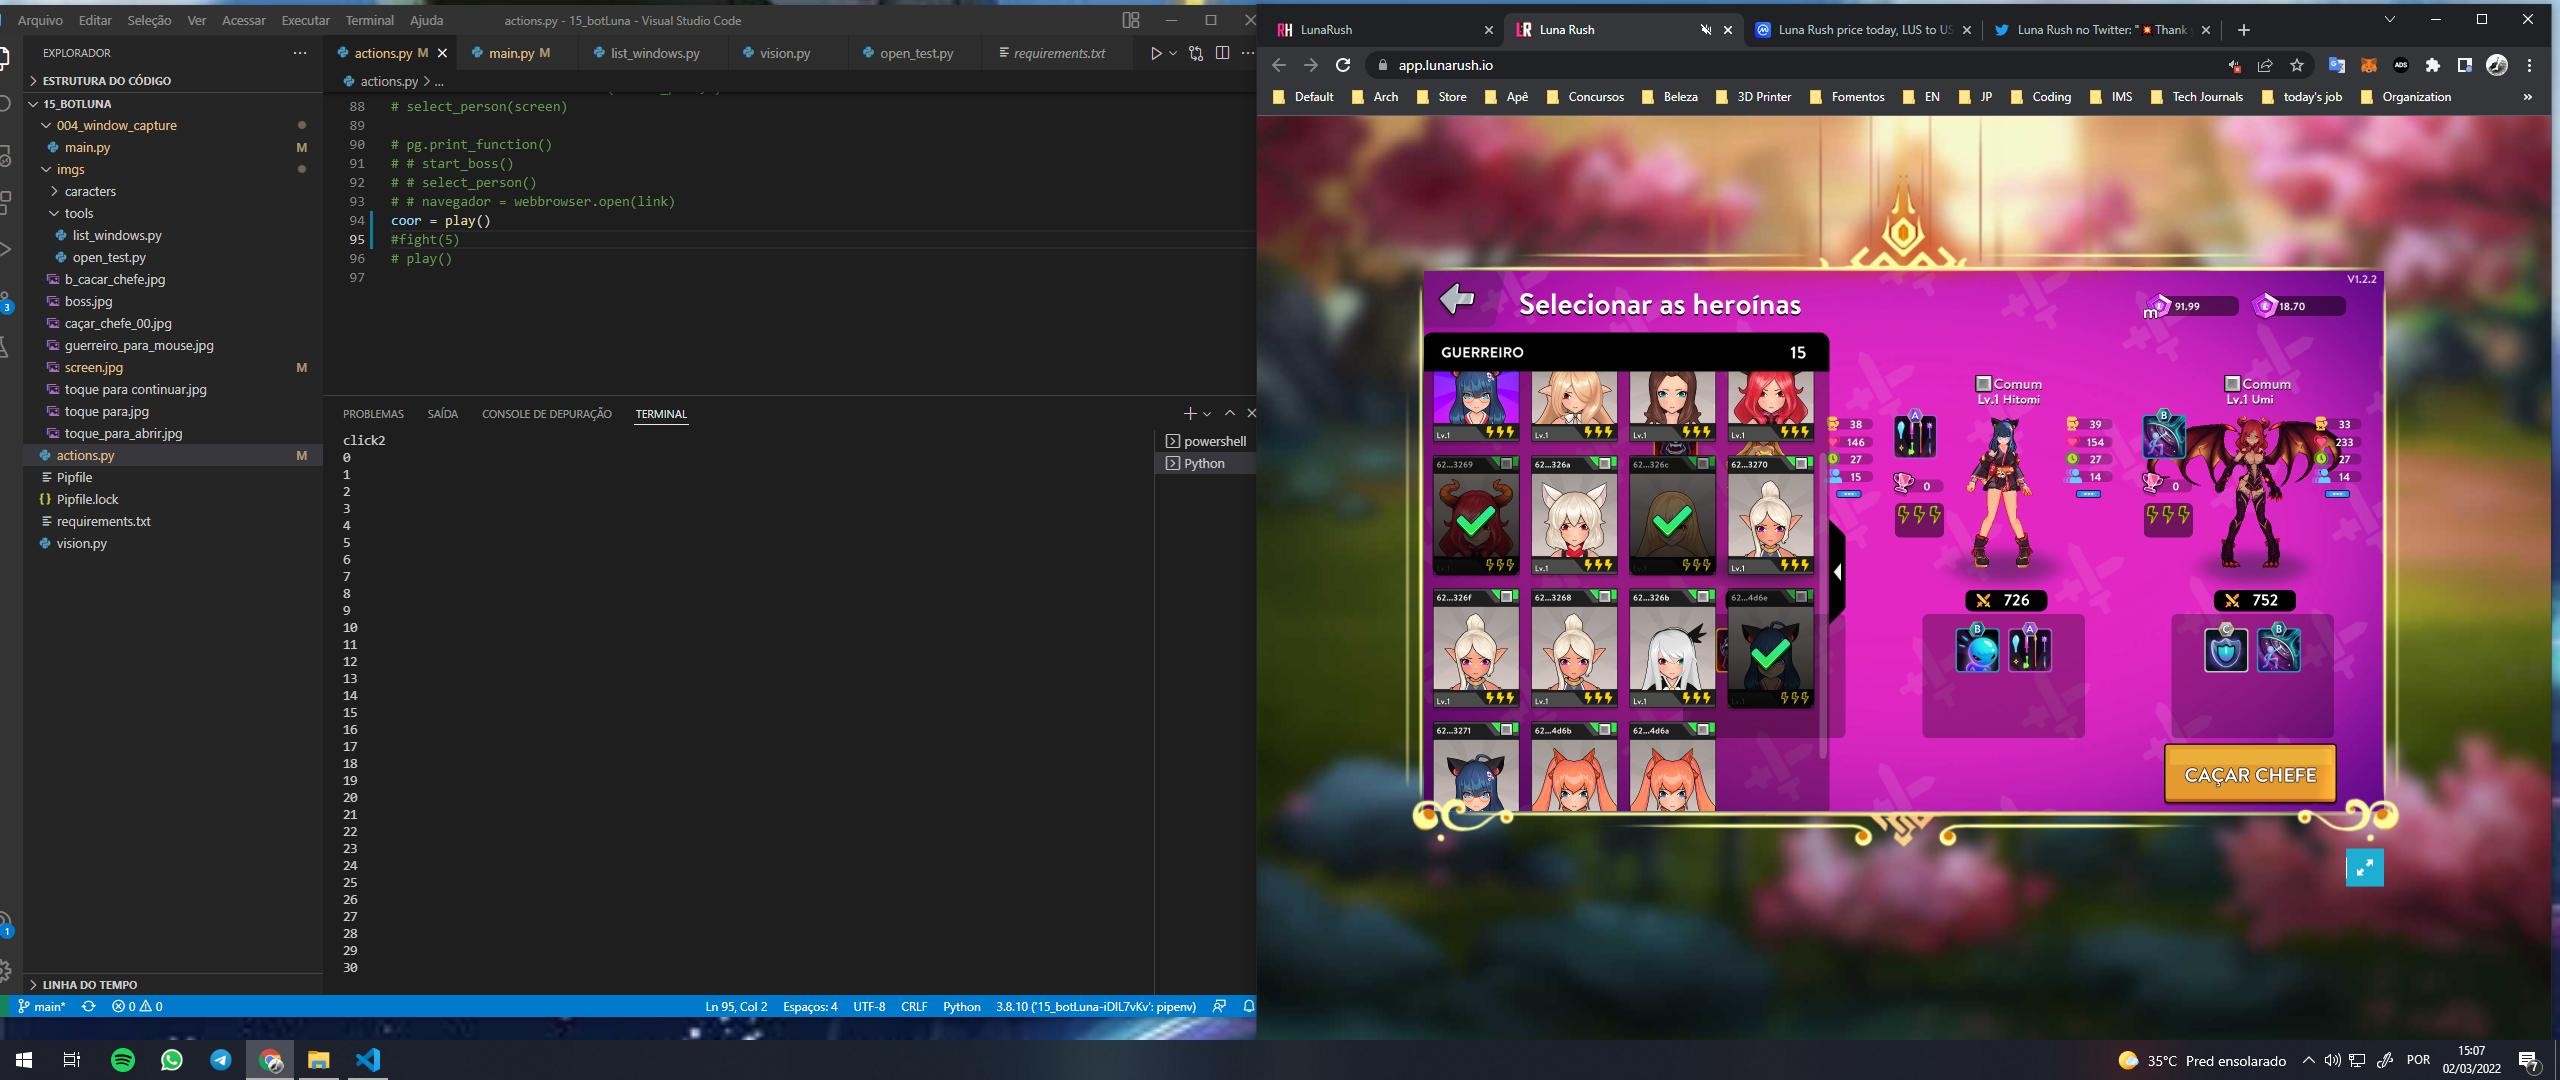 Arquivo Editar Seleção Ver Acessar Executar Terminal Ajuda
actions.py - 15_botLuna - Visual Studio Code
EXPLORADOR
ESTRUTURA DO CÓDIGO
15_BOTLUNA
004_window_capture
main.py M
imgs
caracters
tools
list_windows.py
open_test.py
b_cacar_chefe.jpg
boss.jpg
caçar_chefe_00.jpg
guerreiro_para_mouse.jpg
screen.jpg M
toque para continuar.jpg
toque para.jpg
toque_para_abrir.jpg
actions.py M
Pipfile
Pipfile.lock
requirements.txt
vision.py
LINHA DO TEMPO
3
1
actions.py M
main.py M
list_windows.py
vision.py
open_test.py
requirements.txt
actions.py > ...
88 # select_person(screen)
89
90 # pg.print_function()
91 # # start_boss()
92 # # select_person()
93 # # navegador = webbrowser.open(link)
94 coor = play()
95 #fight(5)
96 # play()
97
PROBLEMAS SAÍDA CONSOLE DE DEPURAÇÃO TERMINAL
click2
0
1
2
3
4
5
6
7
8
9
10
11
12
13
14
15
16
17
18
19
20
21
22
23
24
25
26
27
28
29
30
powershell
Python
main* 0 0
Ln 95, Col 2 Espaços: 4 UTF-8 CRLF Python 3.8.10 ('15_botLuna-iDlL7vKv': pipenv)
LunaRush
Luna Rush
Luna Rush price today, LUS to US
Luna Rush no Twitter: "💥Thank y
app.lunarush.io
Default Arch Store Apê Concursos Beleza 3D Printer Fomentos EN JP Coding IMS Tech Journals today's job Organization
V1.2.2
Selecionar as heroínas
m 91.99
18.70
GUERREIRO 15
Lv.1 Lv.1 Lv.1 Lv.1
62...3269 62...326a 62...326c 62...3270
Lv.1 Lv.1 Lv.1 Lv.1
62...326f 62...3268 62...326b 62...4d6e
Lv.1 Lv.1 Lv.1 Lv.1
62...3271 62...4d6b 62...4d6a
38
146
27
15
Comum
Lv.1 Hitomi
A
0
39
154
27
14
726
B A
Comum
Lv.1 Umi
B
0
33
233
27
14
752
C B
CAÇAR CHEFE
35°C Pred ensolarado
POR
15:07
02/03/2022
7